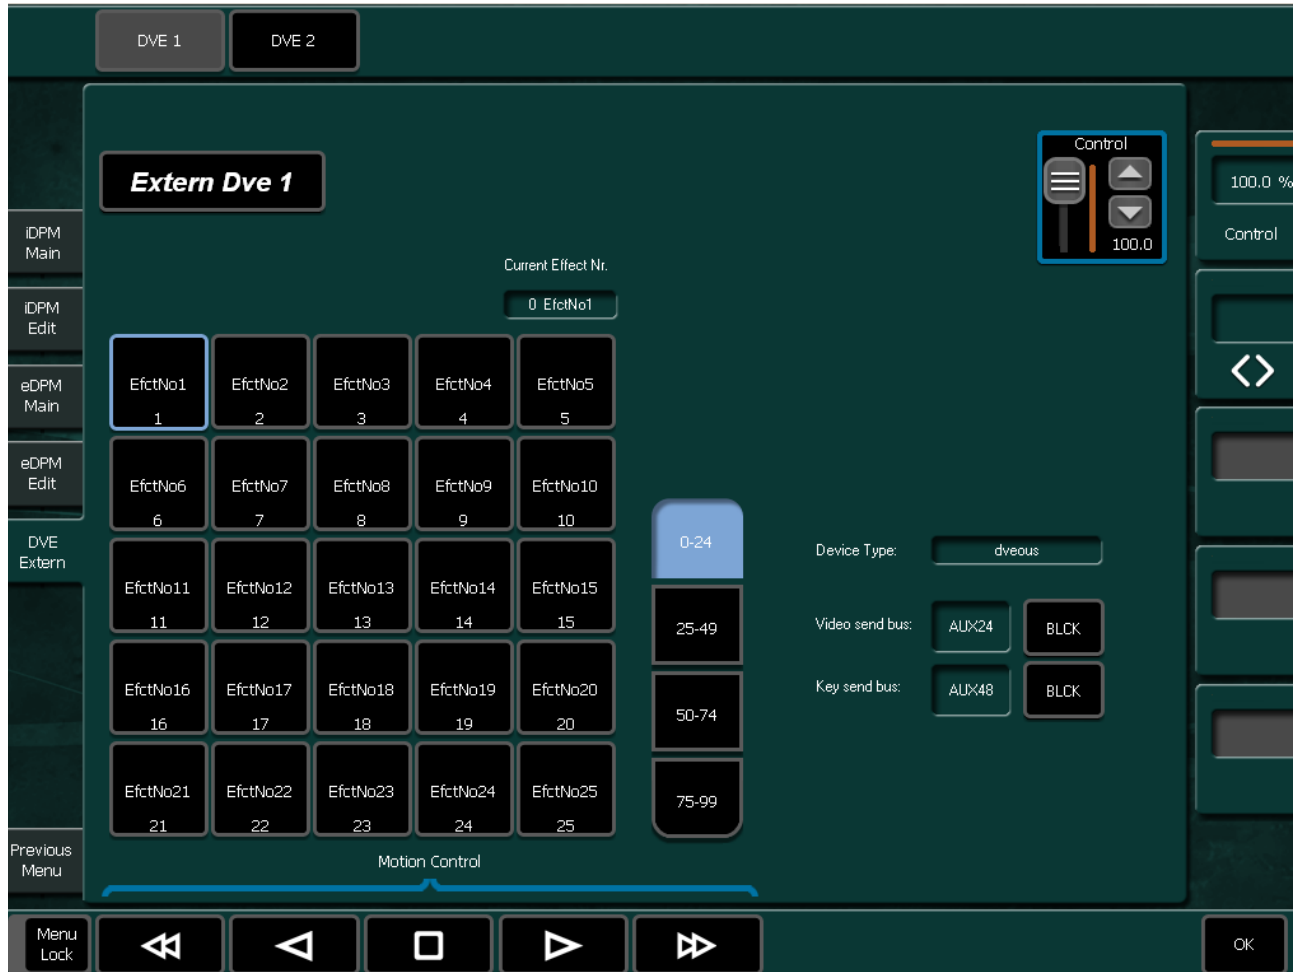 DVE 1
DVE 2
Extern Dve 1
Control
100.0
100.0 %
Control
iDPM
Main
iDPM
Edit
eDPM
Main
eDPM
Edit
DVE
Extern
Previous
Menu
Current Effect Nr.
0 EfctNo1
EfctNo1
1
EfctNo2
2
EfctNo3
3
EfctNo4
4
EfctNo5
5
EfctNo6
6
EfctNo7
7
EfctNo8
8
EfctNo9
9
EfctNo10
10
EfctNo11
11
EfctNo12
12
EfctNo13
13
EfctNo14
14
EfctNo15
15
EfctNo16
16
EfctNo17
17
EfctNo18
18
EfctNo19
19
EfctNo20
20
EfctNo21
21
EfctNo22
22
EfctNo23
23
EfctNo24
24
EfctNo25
25
0-24
25-49
50-74
75-99
Device Type: dveous
Video send bus: AUX24 BLCK
Key send bus: AUX48 BLCK
Motion Control
Menu
Lock
OK